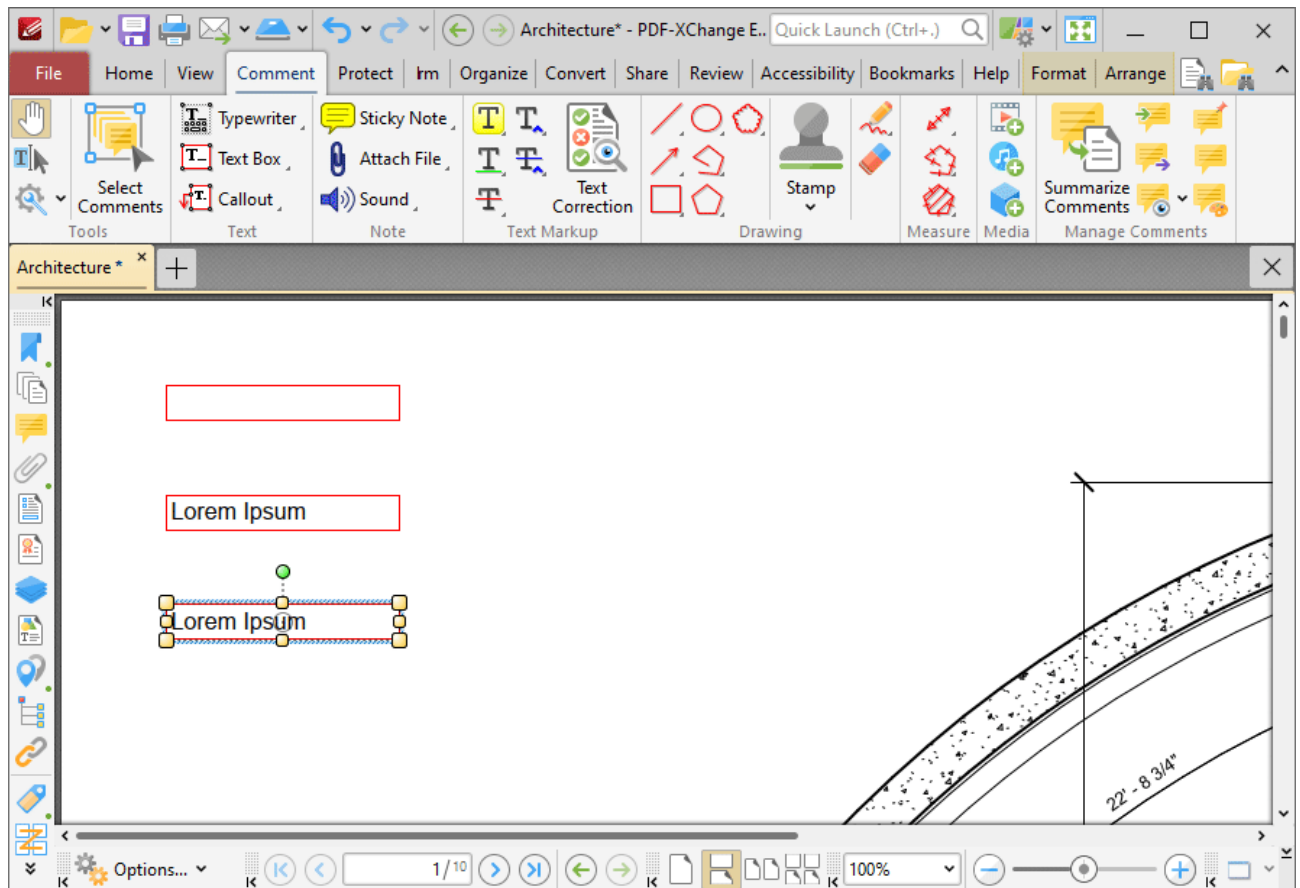 Architecture* - PDF-XChange E.. Quick Launch (Ctrl+.)
File Home View Comment Protect Irm Organize Convert Share Review Accessibility Bookmarks Help Format Arrange
Typewriter Sticky Note
Text Box Attach File
Select Comments Callout Sound Text Correction Stamp Summarize Comments
Tools Text Note Text Markup Drawing Measure Media Manage Comments
Architecture *
Lorem Ipsum
Lorem Ipsum
22' - 8 3/4"
Options... 1/10 100%